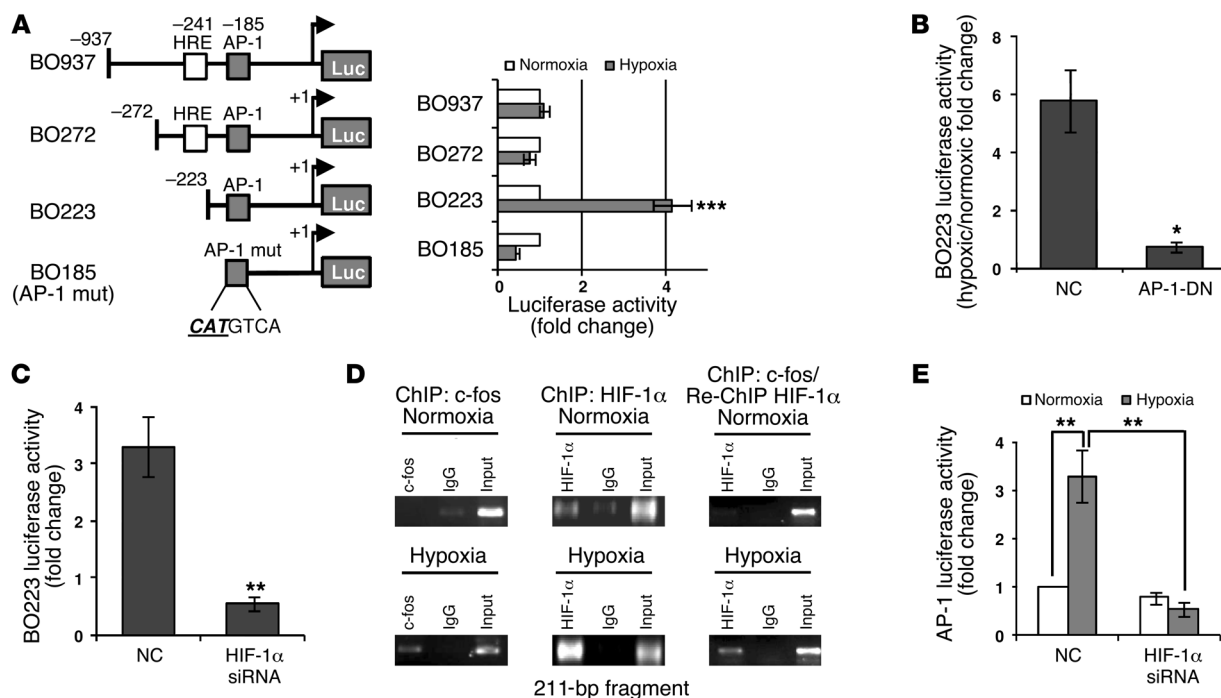 A
−937
−241
HRE
−185
AP-1
BO937
Luc
−272
HRE
AP-1
+1
BO272
Luc
−223
AP-1
+1
BO223
Luc
AP-1 mut
+1
BO185
(AP-1 mut)
Luc
CATGTCA
Normoxia
Hypoxia
BO937
BO272
BO223
***
BO185
0
2
4
Luciferase activity
(fold change)
B
BO223 luciferase activity
(hypoxic/normoxic fold change)
8
6
4
2
0
*
NC
AP-1-DN
C
BO223 luciferase activity
(fold change)
4
3
2
1
0
**
NC
HIF-1α
siRNA
D
ChIP: c-fos
Normoxia
c-fos
IgG
Input
Hypoxia
c-fos
IgG
Input
ChIP: HIF-1α
Normoxia
HIF-1α
IgG
Input
Hypoxia
HIF-1α
IgG
Input
ChIP: c-fos/
Re-ChIP HIF-1α
Normoxia
HIF-1α
IgG
Input
Hypoxia
HIF-1α
IgG
Input
211-bp fragment
E
Normoxia
Hypoxia
**
**
AP-1 luciferase activity
(fold change)
4
3
2
1
0
NC
HIF-1α
siRNA